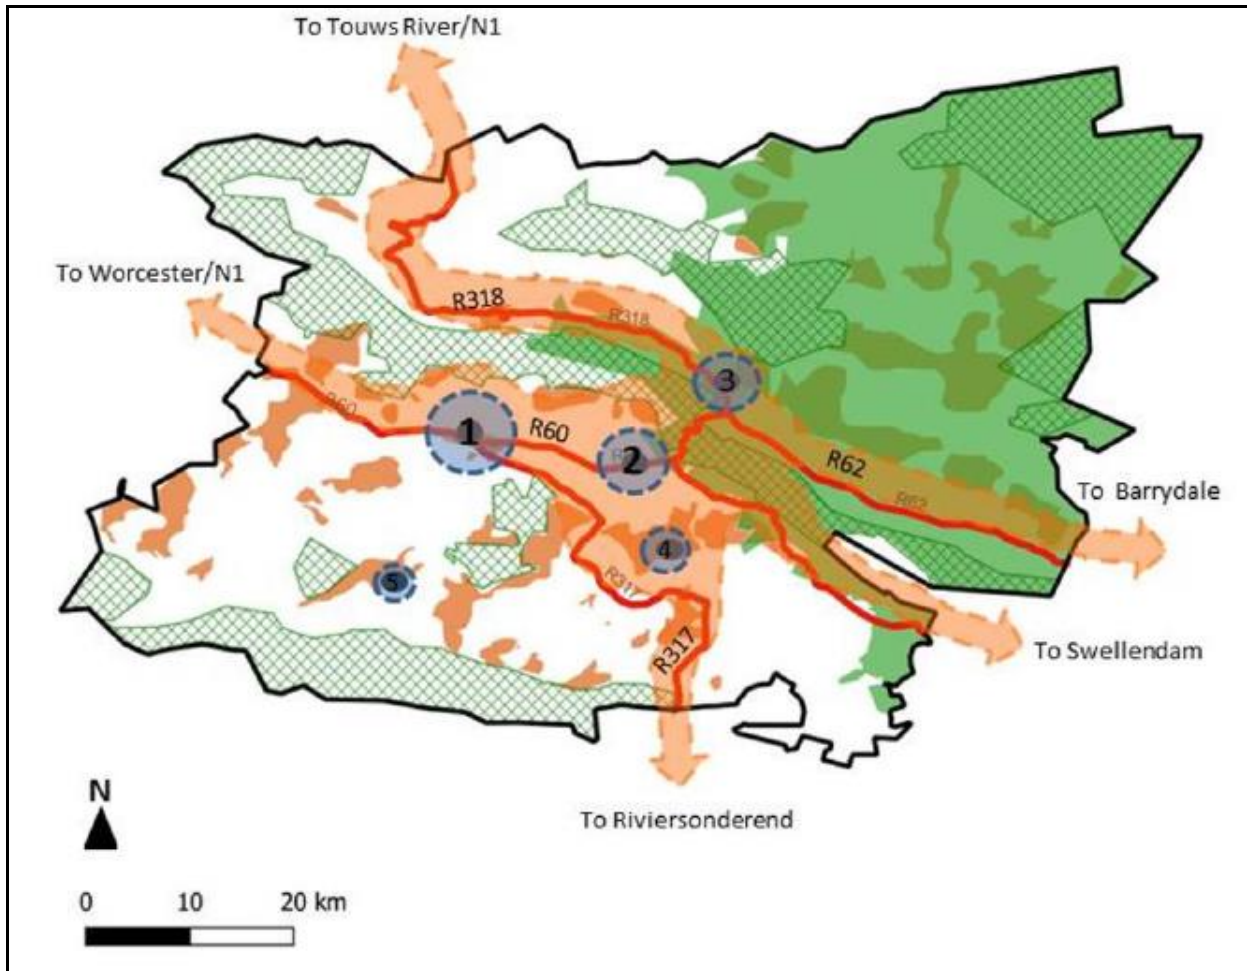 To Touws River/N1
To Worcester/N1
R318
R318
3
R60
1
R60
2
R62
R62
To Barrydale
4
5
R317
R317
To Swellendam
To Riviersonderend
N
0 10 20 km